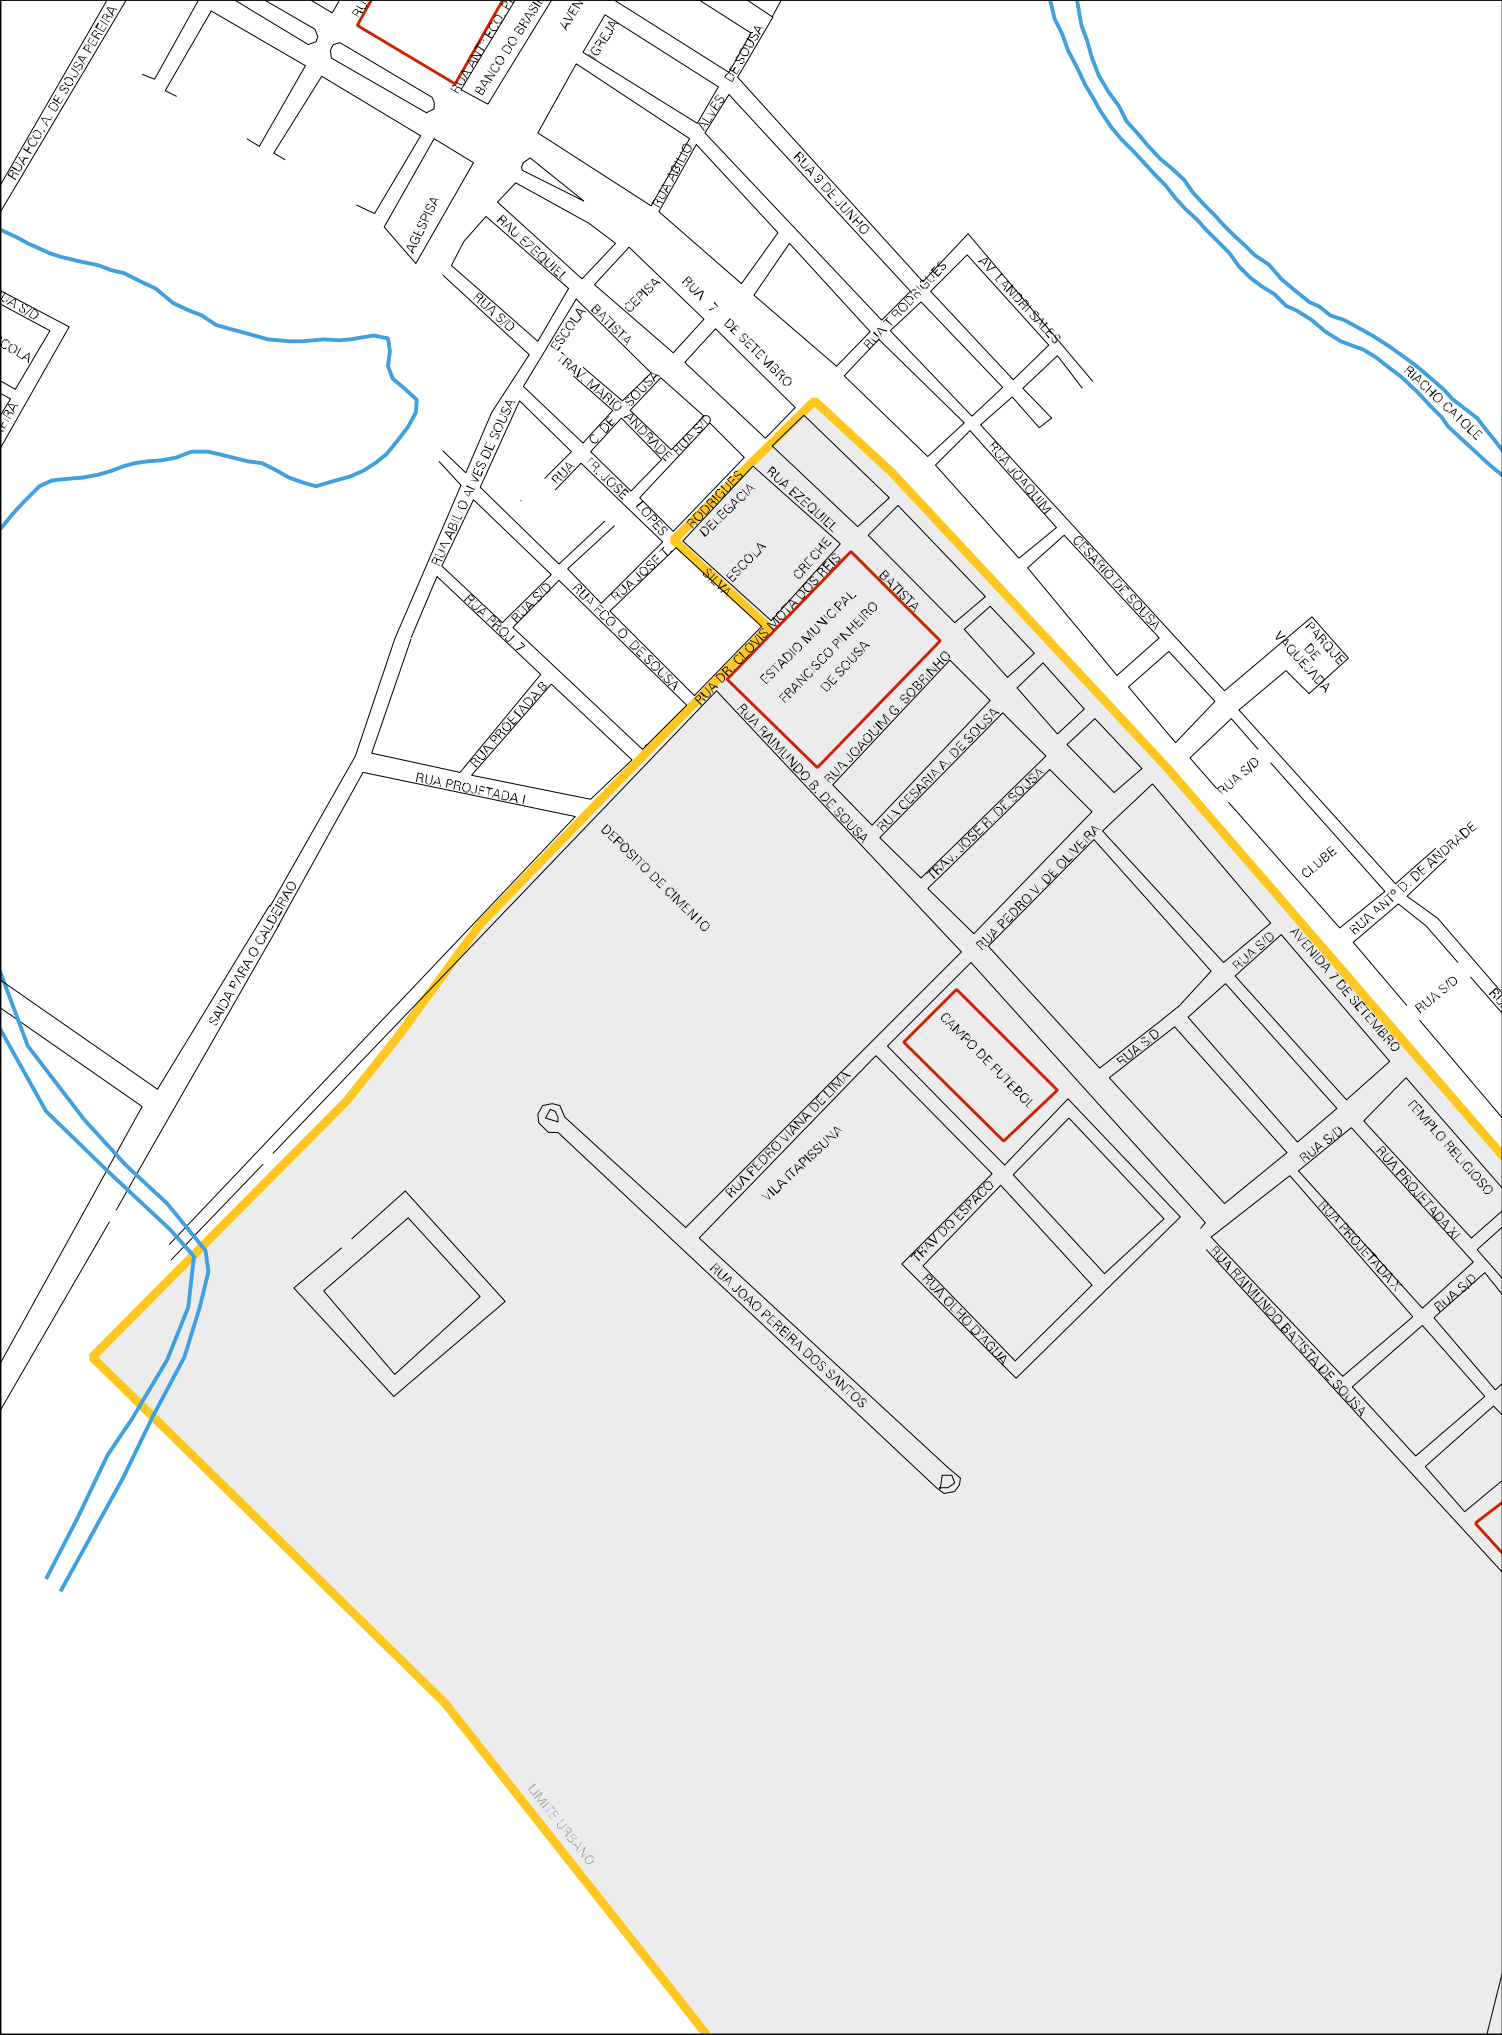 RUA FCO. A. DE SOUSA PEREIRA
BANCO DO BRASIL
IGREJA
ALVES
DE SOUSA
RUA ABILIO
RUA 9 DE JUNHO
AGESPISA
RAU EZEQUIEL
BATISTA
RUA S/D
CEPISA
RUA 7
DE SETEMBRO
RUA T. RODRIGUES
AV. LANDRI SALES
RIACHO CATOLE
ESCOLA
TRAV. MARIO
ANDRADE
RUA
C. DE
SOUSA
RUA S/D
TR. JOSE
LOPES
RUA ABILIO ALVES DE SOUSA
RUA JOSE T.
RODRIGUES
DELEGACIA
ESCOLA
SILVA
RUA EZEQUIEL
BATISTA
CRECHE
RUA DR. CLOVIS MOTA DOS REIS
ESTADIO MUNICIPAL
FRANCISCO PINHEIRO
DE SOUSA
RUA JOAQUIM
CESARIO DE SOUSA
PARQUE
DE
VAQUEJADA
RUA PROJ. 7
RUA S/D
RUA FCO. O. DE SOUSA
RUA PROJETADA 8
RUA PROJETADA I
RUA RAIMUNDO B. DE SOUSA
RUA JOAQUIM G. SOBRINHO
RUA CESARIA A. DE SOUSA
TRAV. JOSE R. DE SOUSA
RUA PEDRO V. DE OLIVEIRA
DEPOSITO DE CIMENTO
SAIDA PARA O CALDEIRAO
RUA S/D
CLUBE
RUA ANTº D. DE ANDRADE
RUA S/D
RUA S/D
AVENIDA 7 DE SETEMBRO
RUA S/D
CAMPO DE FUTEBOL
RUA PEDRO VIANA DE LIMA
VILA ITAPISSUNA
TRAV DO ESPACO
RUA OLHO D'AGUA
RUA JOAO PEREIRA DOS SANTOS
TEMPLO RELIGIOSO
RUA S/D
RUA PROJETADA XI
RUA PROJETADA X
RUA S/D
RUA RAIMUNDO BATISTA DE SOUSA
LIMITE URBANO